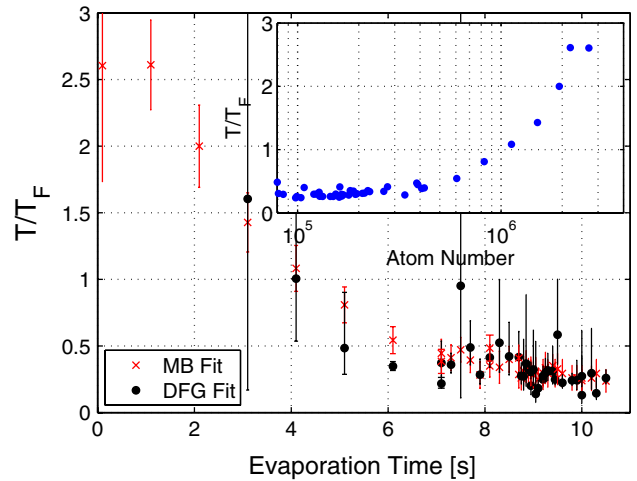 3
2.5
2
1.5
1
0.5
0
T/T_F
0 2 4 6 8 10
Evaporation Time [s]
MB Fit
DFG Fit
3
2
1
0
T/T_F
10^5 10^6
Atom Number